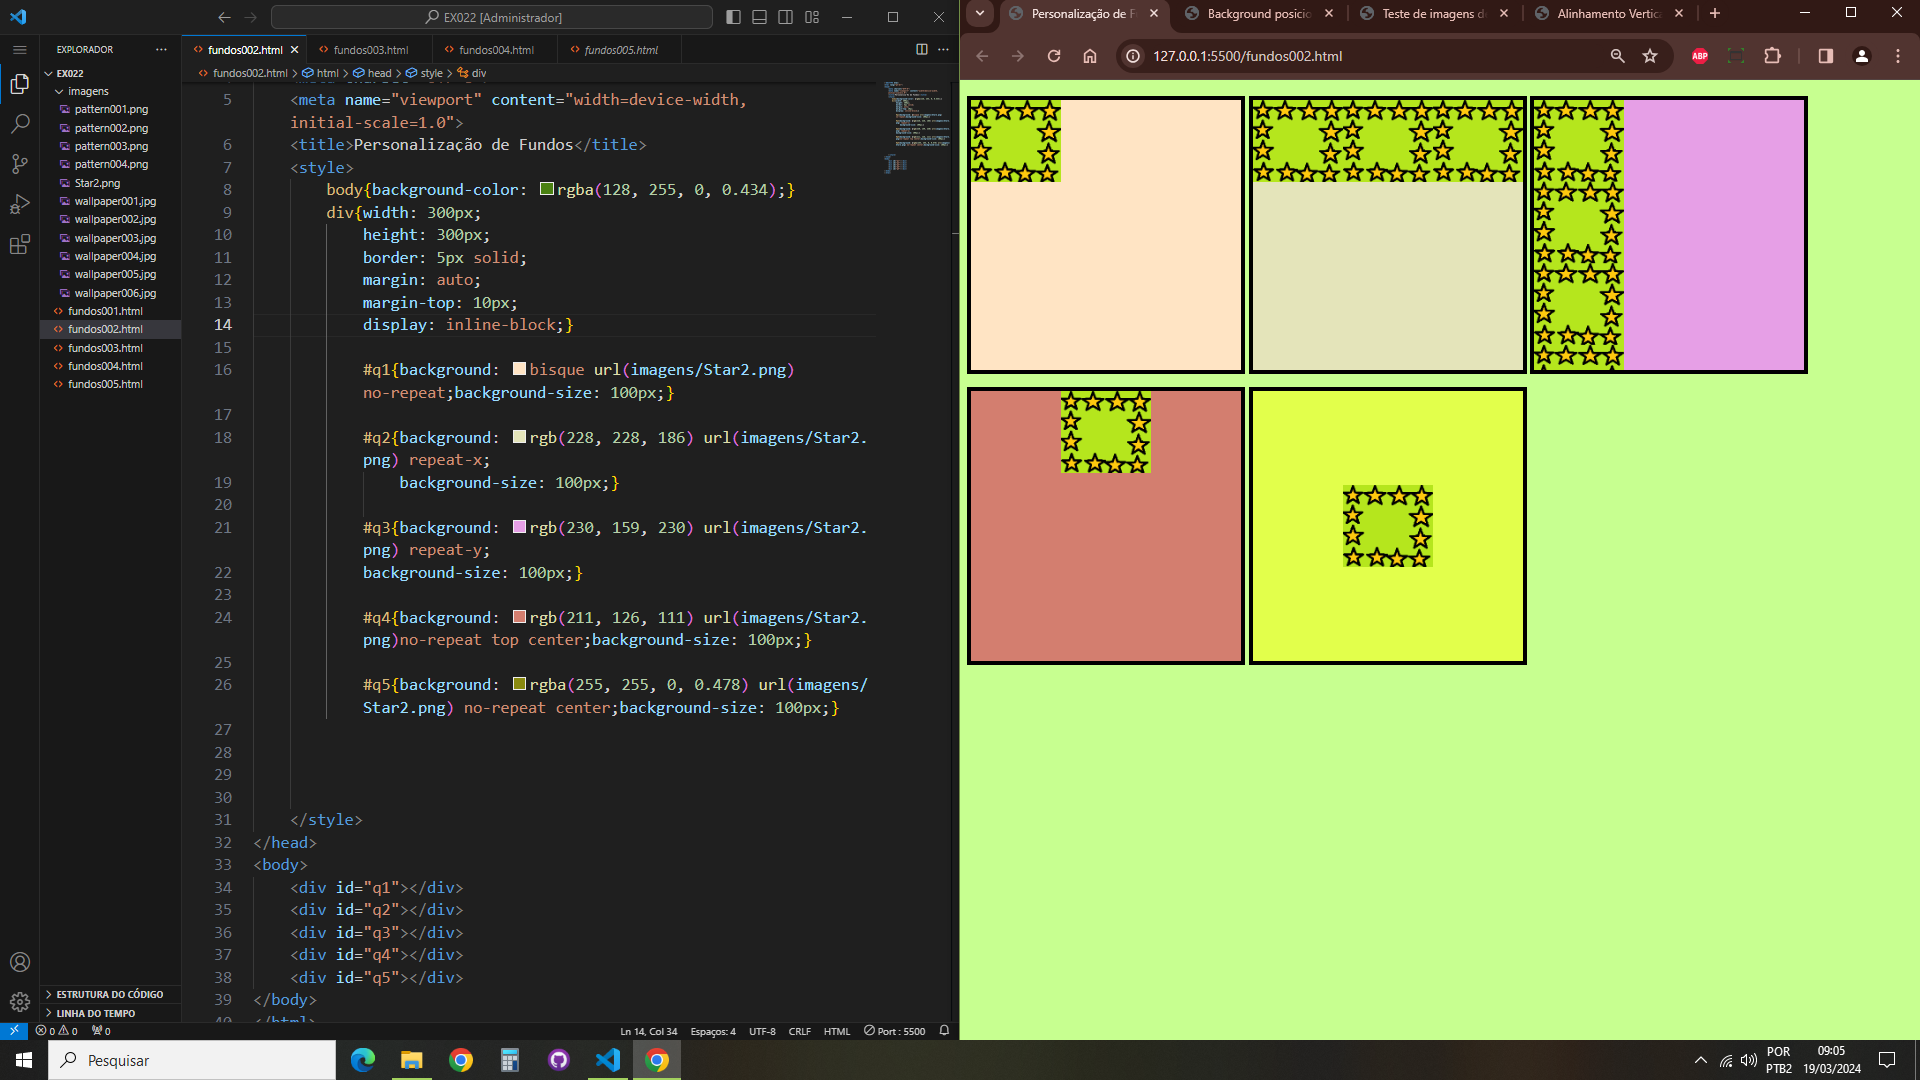 EX022 [Administrador]
EXPLORADOR
EX022
imagens
pattern001.png
pattern002.png
pattern003.png
pattern004.png
Star2.png
wallpaper001.jpg
wallpaper002.jpg
wallpaper003.jpg
wallpaper004.jpg
wallpaper005.jpg
wallpaper006.jpg
fundos001.html
fundos002.html
fundos003.html
fundos004.html
fundos005.html
ESTRUTURA DO CÓDIGO
LINHA DO TEMPO
fundos002.html fundos003.html fundos004.html fundos005.html
fundos002.html > html > head > style > div
5 <meta name="viewport" content="width=device-width,
initial-scale=1.0">
6 <title>Personalização de Fundos</title>
7 <style>
8 body{background-color: rgba(128, 255, 0, 0.434);}
9 div{width: 300px;
10 height: 300px;
11 border: 5px solid;
12 margin: auto;
13 margin-top: 10px;
14 display: inline-block;}
15
16 #q1{background: bisque url(imagens/Star2.png)
no-repeat;background-size: 100px;}
17
18 #q2{background: rgb(228, 228, 186) url(imagens/Star2.
png) repeat-x;
19 background-size: 100px;}
20
21 #q3{background: rgb(230, 159, 230) url(imagens/Star2.
png) repeat-y;
22 background-size: 100px;}
23
24 #q4{background: rgb(211, 126, 111) url(imagens/Star2.
png)no-repeat top center;background-size: 100px;}
25
26 #q5{background: rgba(255, 255, 0, 0.478) url(imagens/
Star2.png) no-repeat center;background-size: 100px;}
27
28
29
30
31 </style>
32 </head>
33 <body>
34 <div id="q1"></div>
35 <div id="q2"></div>
36 <div id="q3"></div>
37 <div id="q4"></div>
38 <div id="q5"></div>
39 </body>
0 0 0 Ln 14, Col 34 Espaços: 4 UTF-8 CRLF HTML Port : 5500
Personalização de F Background posicio Teste de imagens d Alinhamento Vertic
127.0.0.1:5500/fundos002.html
ABP
Pesquisar
POR
PTB2
09:05
19/03/2024